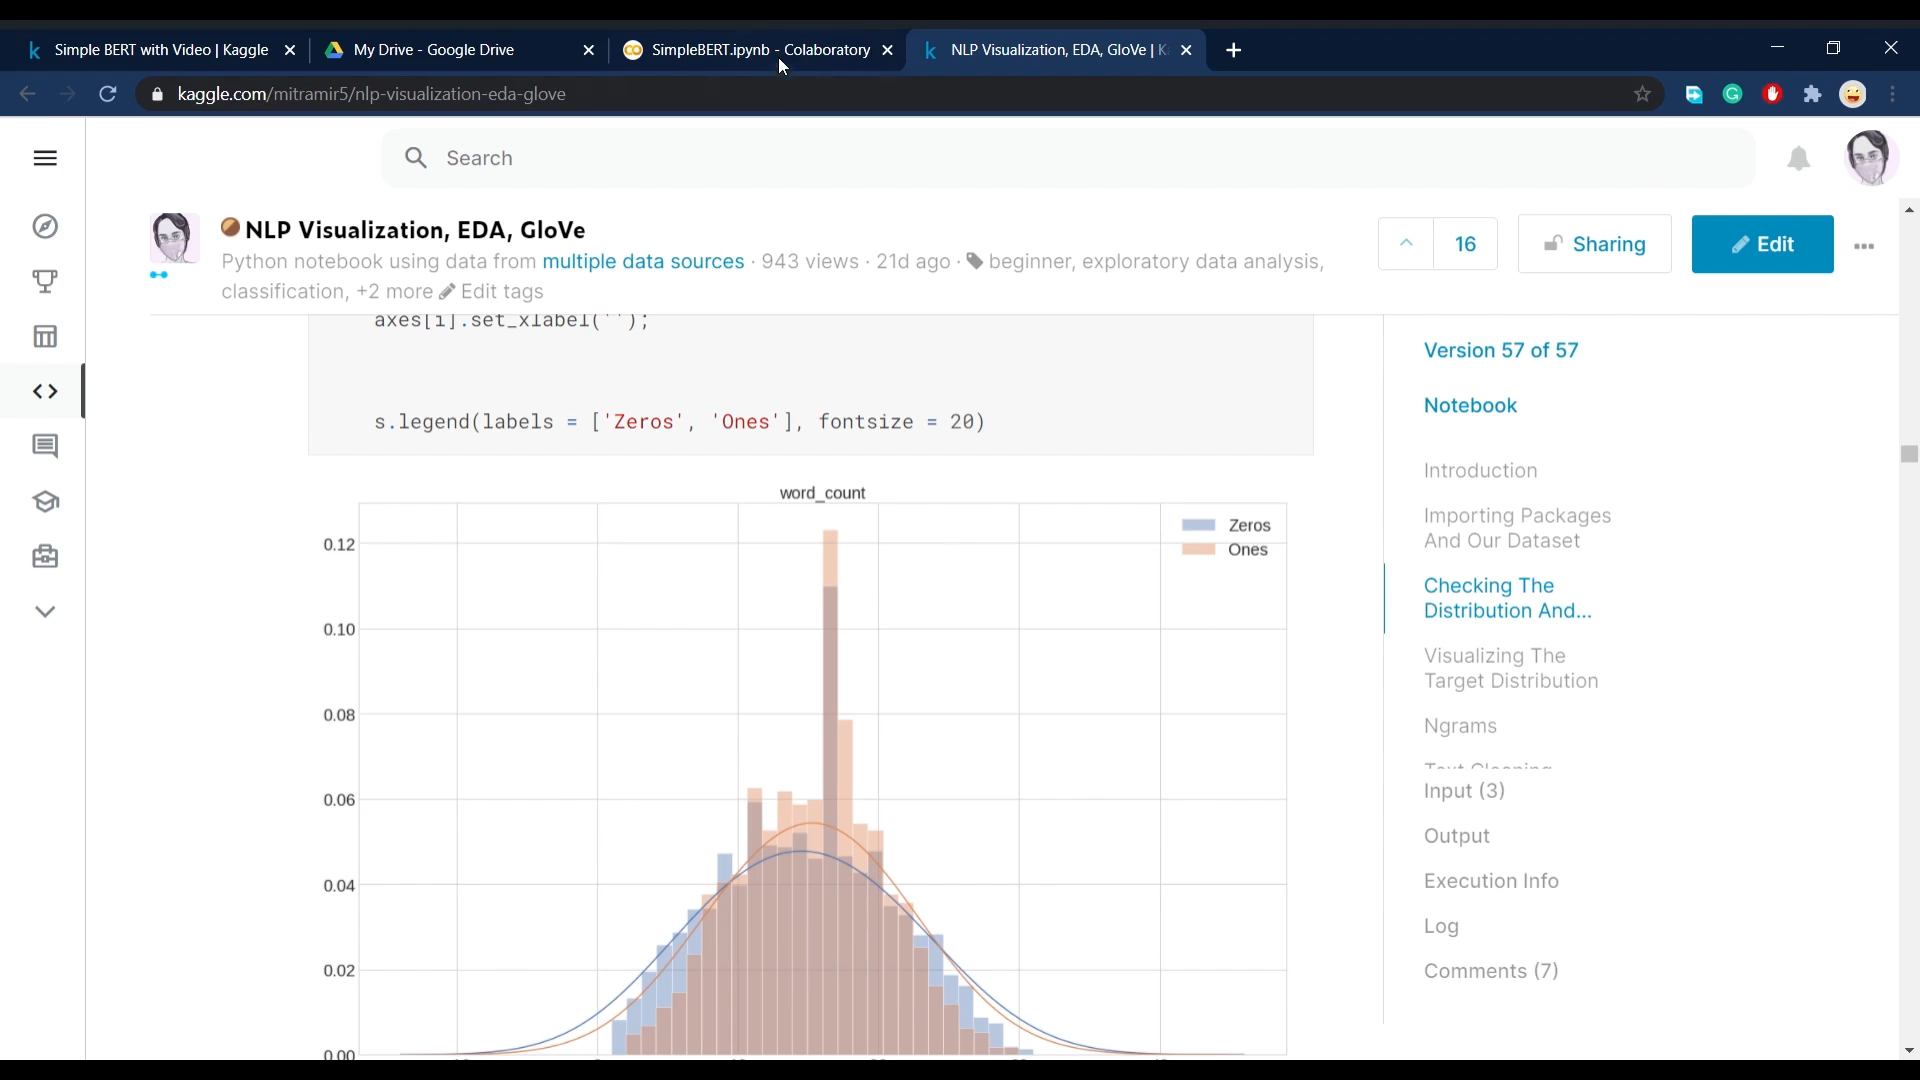 Simple BERT with Video | Kaggle
My Drive - Google Drive
SimpleBERT.ipynb - Colaboratory
NLP Visualization, EDA, GloVe | K
kaggle.com/mitramir5/nlp-visualization-eda-glove
Search
NLP Visualization, EDA, GloVe
Python notebook using data from multiple data sources · 943 views · 21d ago · beginner, exploratory data analysis,
classification, +2 more Edit tags
16
Sharing
Edit
axes[i].set_xlabel('');
s.legend(labels = ['Zeros', 'Ones'], fontsize = 20)
word_count
Zeros
Ones
0.12
0.10
0.08
0.06
0.04
0.02
0.00
Version 57 of 57
Notebook
Introduction
Importing Packages
And Our Dataset
Checking The
Distribution And...
Visualizing The
Target Distribution
Ngrams
Text Cleaning
Input (3)
Output
Execution Info
Log
Comments (7)